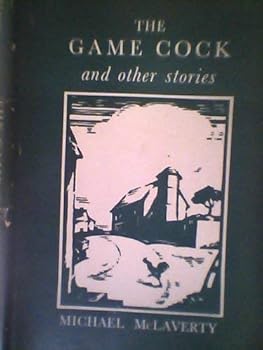 THE
GAME COCK
and other stories
MICHAEL McLAVERTY